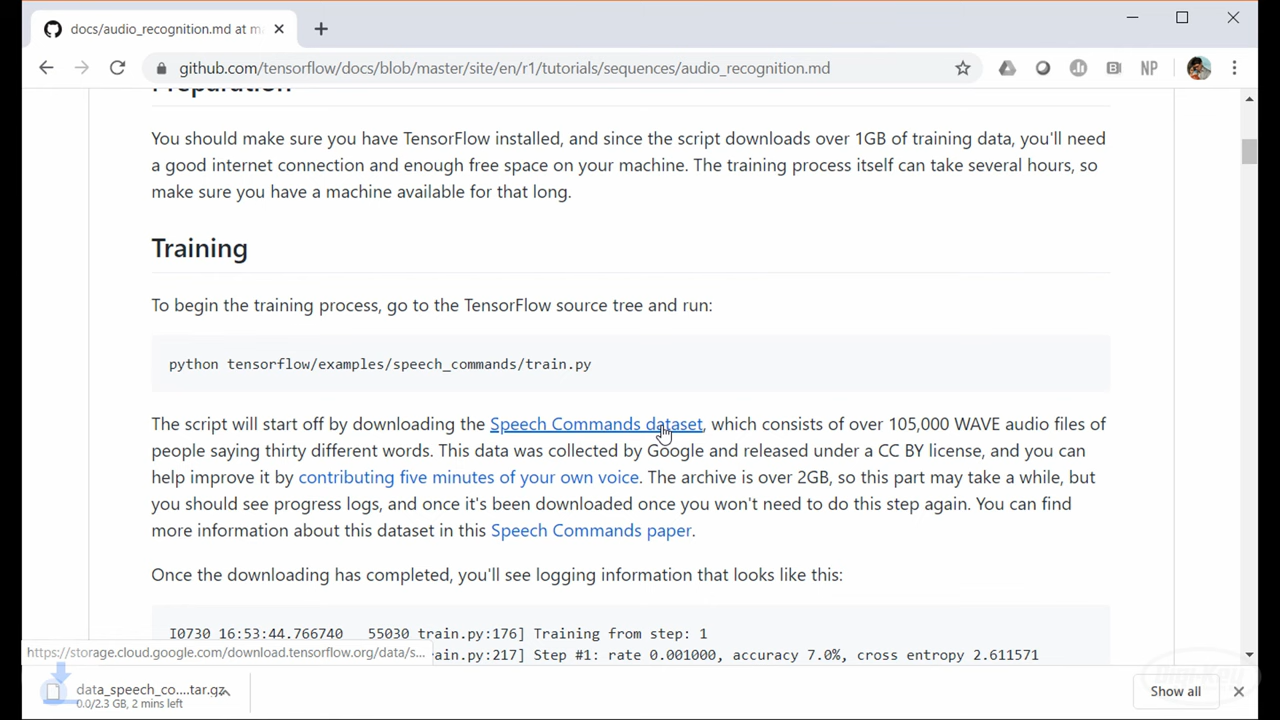 docs/audio_recognition.md at m
github.com/tensorflow/docs/blob/master/site/en/r1/tutorials/sequences/audio_recognition.md
NP
Preparation
You should make sure you have TensorFlow installed, and since the script downloads over 1GB of training data, you'll need
a good internet connection and enough free space on your machine. The training process itself can take several hours, so
make sure you have a machine available for that long.
Training
To begin the training process, go to the TensorFlow source tree and run:
python tensorflow/examples/speech_commands/train.py
The script will start off by downloading the Speech Commands dataset, which consists of over 105,000 WAVE audio files of
people saying thirty different words. This data was collected by Google and released under a CC BY license, and you can
help improve it by contributing five minutes of your own voice. The archive is over 2GB, so this part may take a while, but
you should see progress logs, and once it's been downloaded once you won't need to do this step again. You can find
more information about this dataset in this Speech Commands paper.
Once the downloading has completed, you'll see logging information that looks like this:
I0730 16:53:44.766740 55030 train.py:176] Training from step: 1
ain.py:217] Step #1: rate 0.001000, accuracy 7.0%, cross entropy 2.611571
https://storage.cloud.google.com/download.tensorflow.org/data/s...
data_speech_co....tar.gz
0.0/2.3 GB, 2 mins left
Show all
Digi-Key